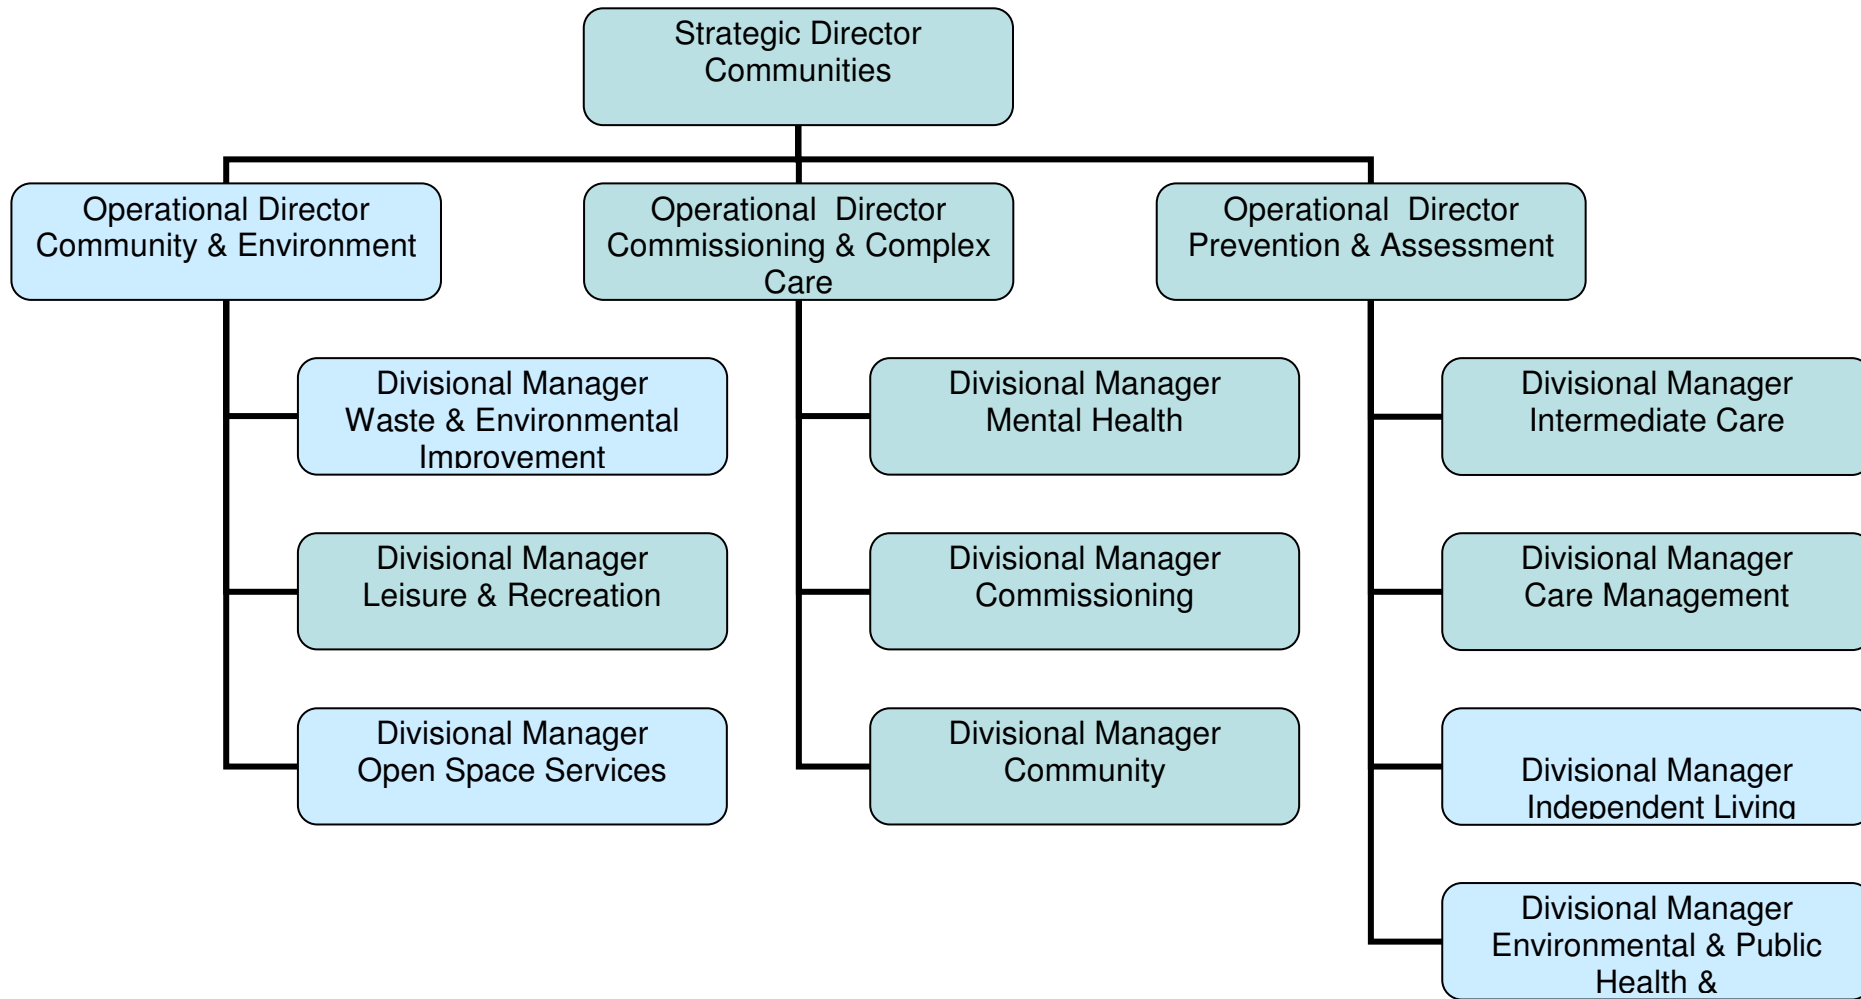 Strategic Director
Communities
Operational Director
Community & Environment
Operational  Director
Commissioning & Complex
Care
Operational  Director
Prevention & Assessment
Divisional Manager
Waste & Environmental
Improvement
Divisional Manager
Mental Health
Divisional Manager
Intermediate Care
Divisional Manager
Leisure & Recreation
Divisional Manager
Commissioning
Divisional Manager
Care Management
Divisional Manager
Open Space Services
Divisional Manager
Community
Divisional Manager
Independent Living
Divisional Manager
Environmental & Public
Health &